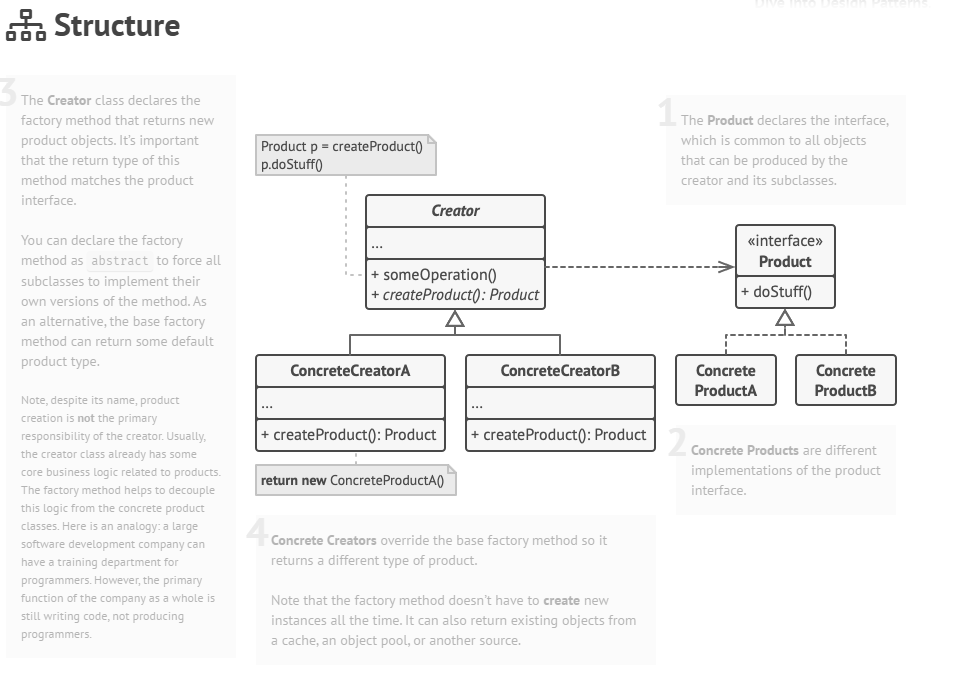 Dive Into Design Patterns
Structure
3
The Creator class declares the
factory method that returns new
product objects. It's important
that the return type of this
method matches the product
interface.
You can declare the factory
method as abstract to force all
subclasses to implement their
own versions of the method. As
an alternative, the base factory
method can return some default
product type.
Note, despite its name, product
creation is not the primary
responsibility of the creator. Usually,
the creator class already has some
core business logic related to products.
The factory method helps to decouple
this logic from the concrete product
classes. Here is an analogy: a large
software development company can
have a training department for
programmers. However, the primary
function of the company as a whole is
still writing code, not producing
programmers.
Product p = createProduct()
p.doStuff()
Creator
...
+ someOperation()
+ createProduct(): Product
ConcreteCreatorA
...
+ createProduct(): Product
ConcreteCreatorB
...
+ createProduct(): Product
return new ConcreteProductA()
1
The Product declares the interface,
which is common to all objects
that can be produced by the
creator and its subclasses.
«interface»
Product
+ doStuff()
Concrete
ProductA
Concrete
ProductB
2
Concrete Products are different
implementations of the product
interface.
4
Concrete Creators override the base factory method so it
returns a different type of product.
Note that the factory method doesn't have to create new
instances all the time. It can also return existing objects from
a cache, an object pool, or another source.